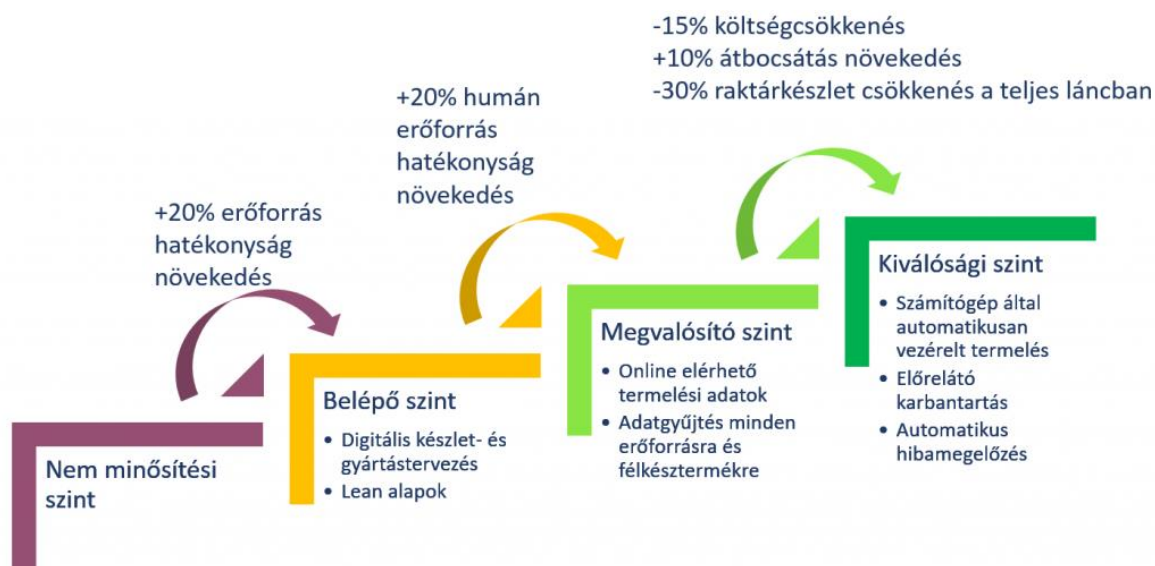 -15% költségcsökkenés
+10% átbocsátás növekedés
-30% raktárkészlet csökkenés a teljes láncban
+20% humán
erőforrás
hatékonyság
növekedés
+20% erőforrás
hatékonyság
növekedés
Nem minősítési
szint
Belépő szint
• Digitális készlet- és
gyártástervezés
• Lean alapok
Megvalósító szint
• Online elérhető
termelési adatok
• Adatgyűjtés minden
erőforrásra és
félkésztermékre
Kiválósági szint
• Számítógép által
automatikusan
vezérelt termelés
• Előrelátó
karbantartás
• Automatikus
hibamegelőzés